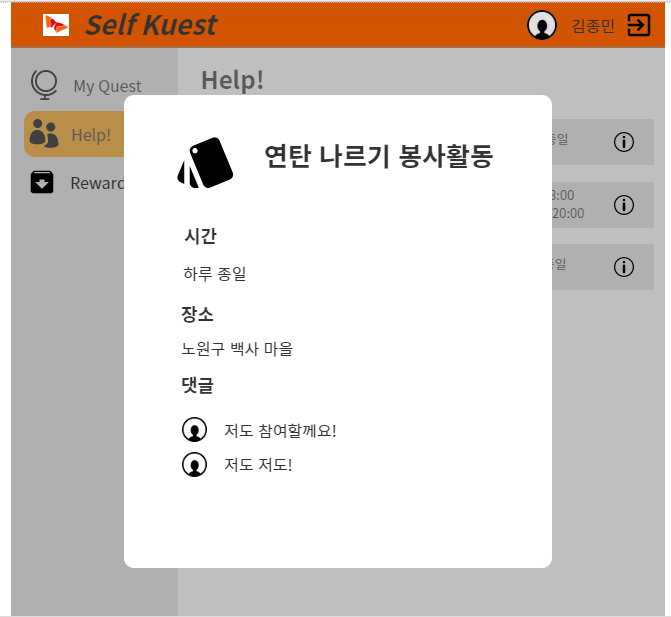 Self Kuest
김종민
My Quest
Help!
Help!
Reward
종일
8:00
20:00
종일
연탄 나르기 봉사활동
시간
하루 종일
장소
노원구 백사 마을
댓글
저도 참여할께요!
저도 저도!